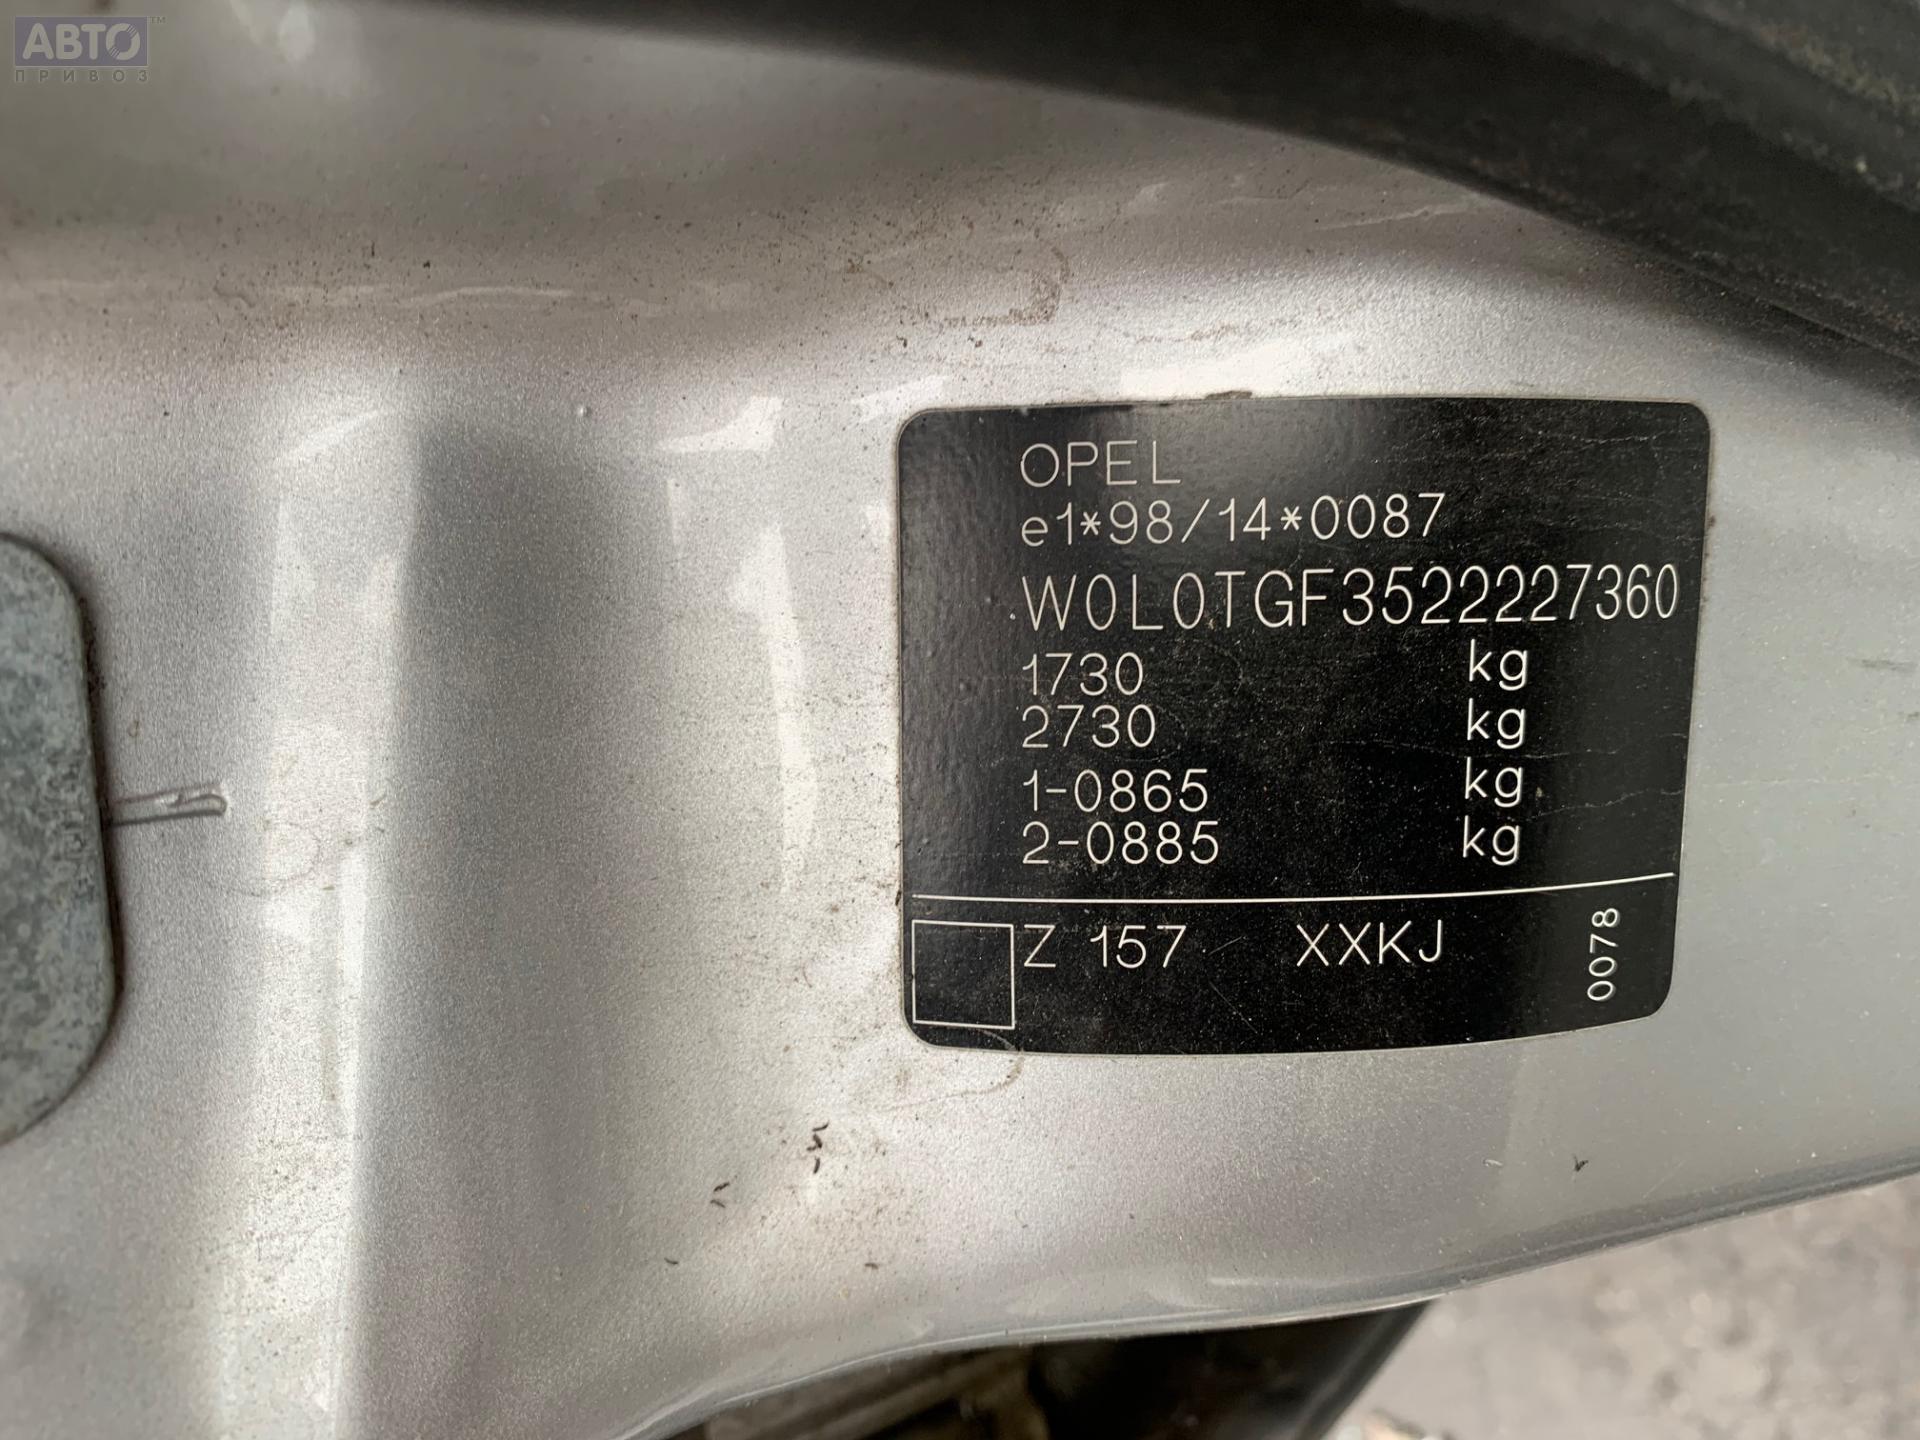 АВТО™
ПРИВОЗ
OPEL
e1*98/14*0087
W0L0TGF3522227360
1730 kg
2730 kg
1-0865 kg
2-0885 kg
Z 157 XXKJ
0078